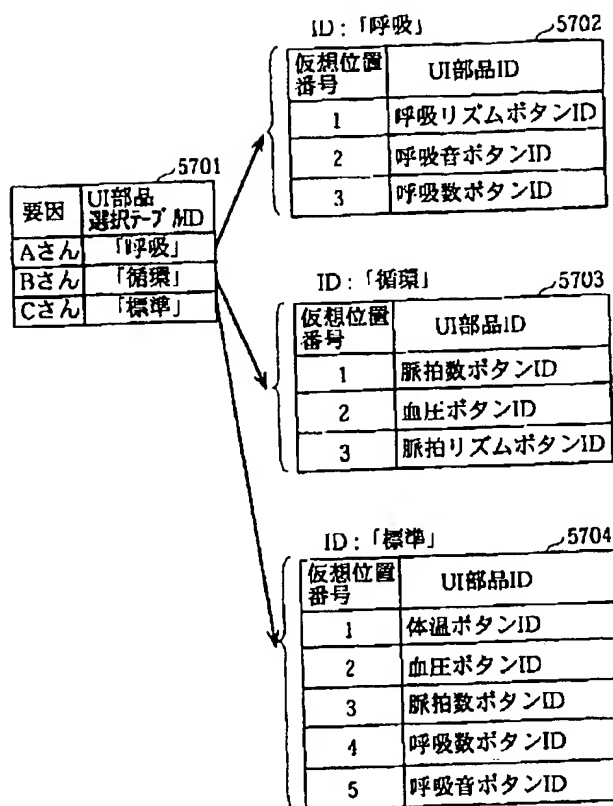 ID：「呼吸」 5702
仮想位置番号 UI部品ID
1 呼吸リズムボタンID
2 呼吸音ボタンID
3 呼吸数ボタンID
5701
要因 UI部品選択テーブルID
Aさん 「呼吸」
Bさん 「循環」
Cさん 「標準」
ID：「循環」 5703
仮想位置番号 UI部品ID
1 脈拍数ボタンID
2 血圧ボタンID
3 脈拍リズムボタンID
ID：「標準」 5704
仮想位置番号 UI部品ID
1 体温ボタンID
2 血圧ボタンID
3 脈拍数ボタンID
4 呼吸数ボタンID
5 呼吸音ボタンID